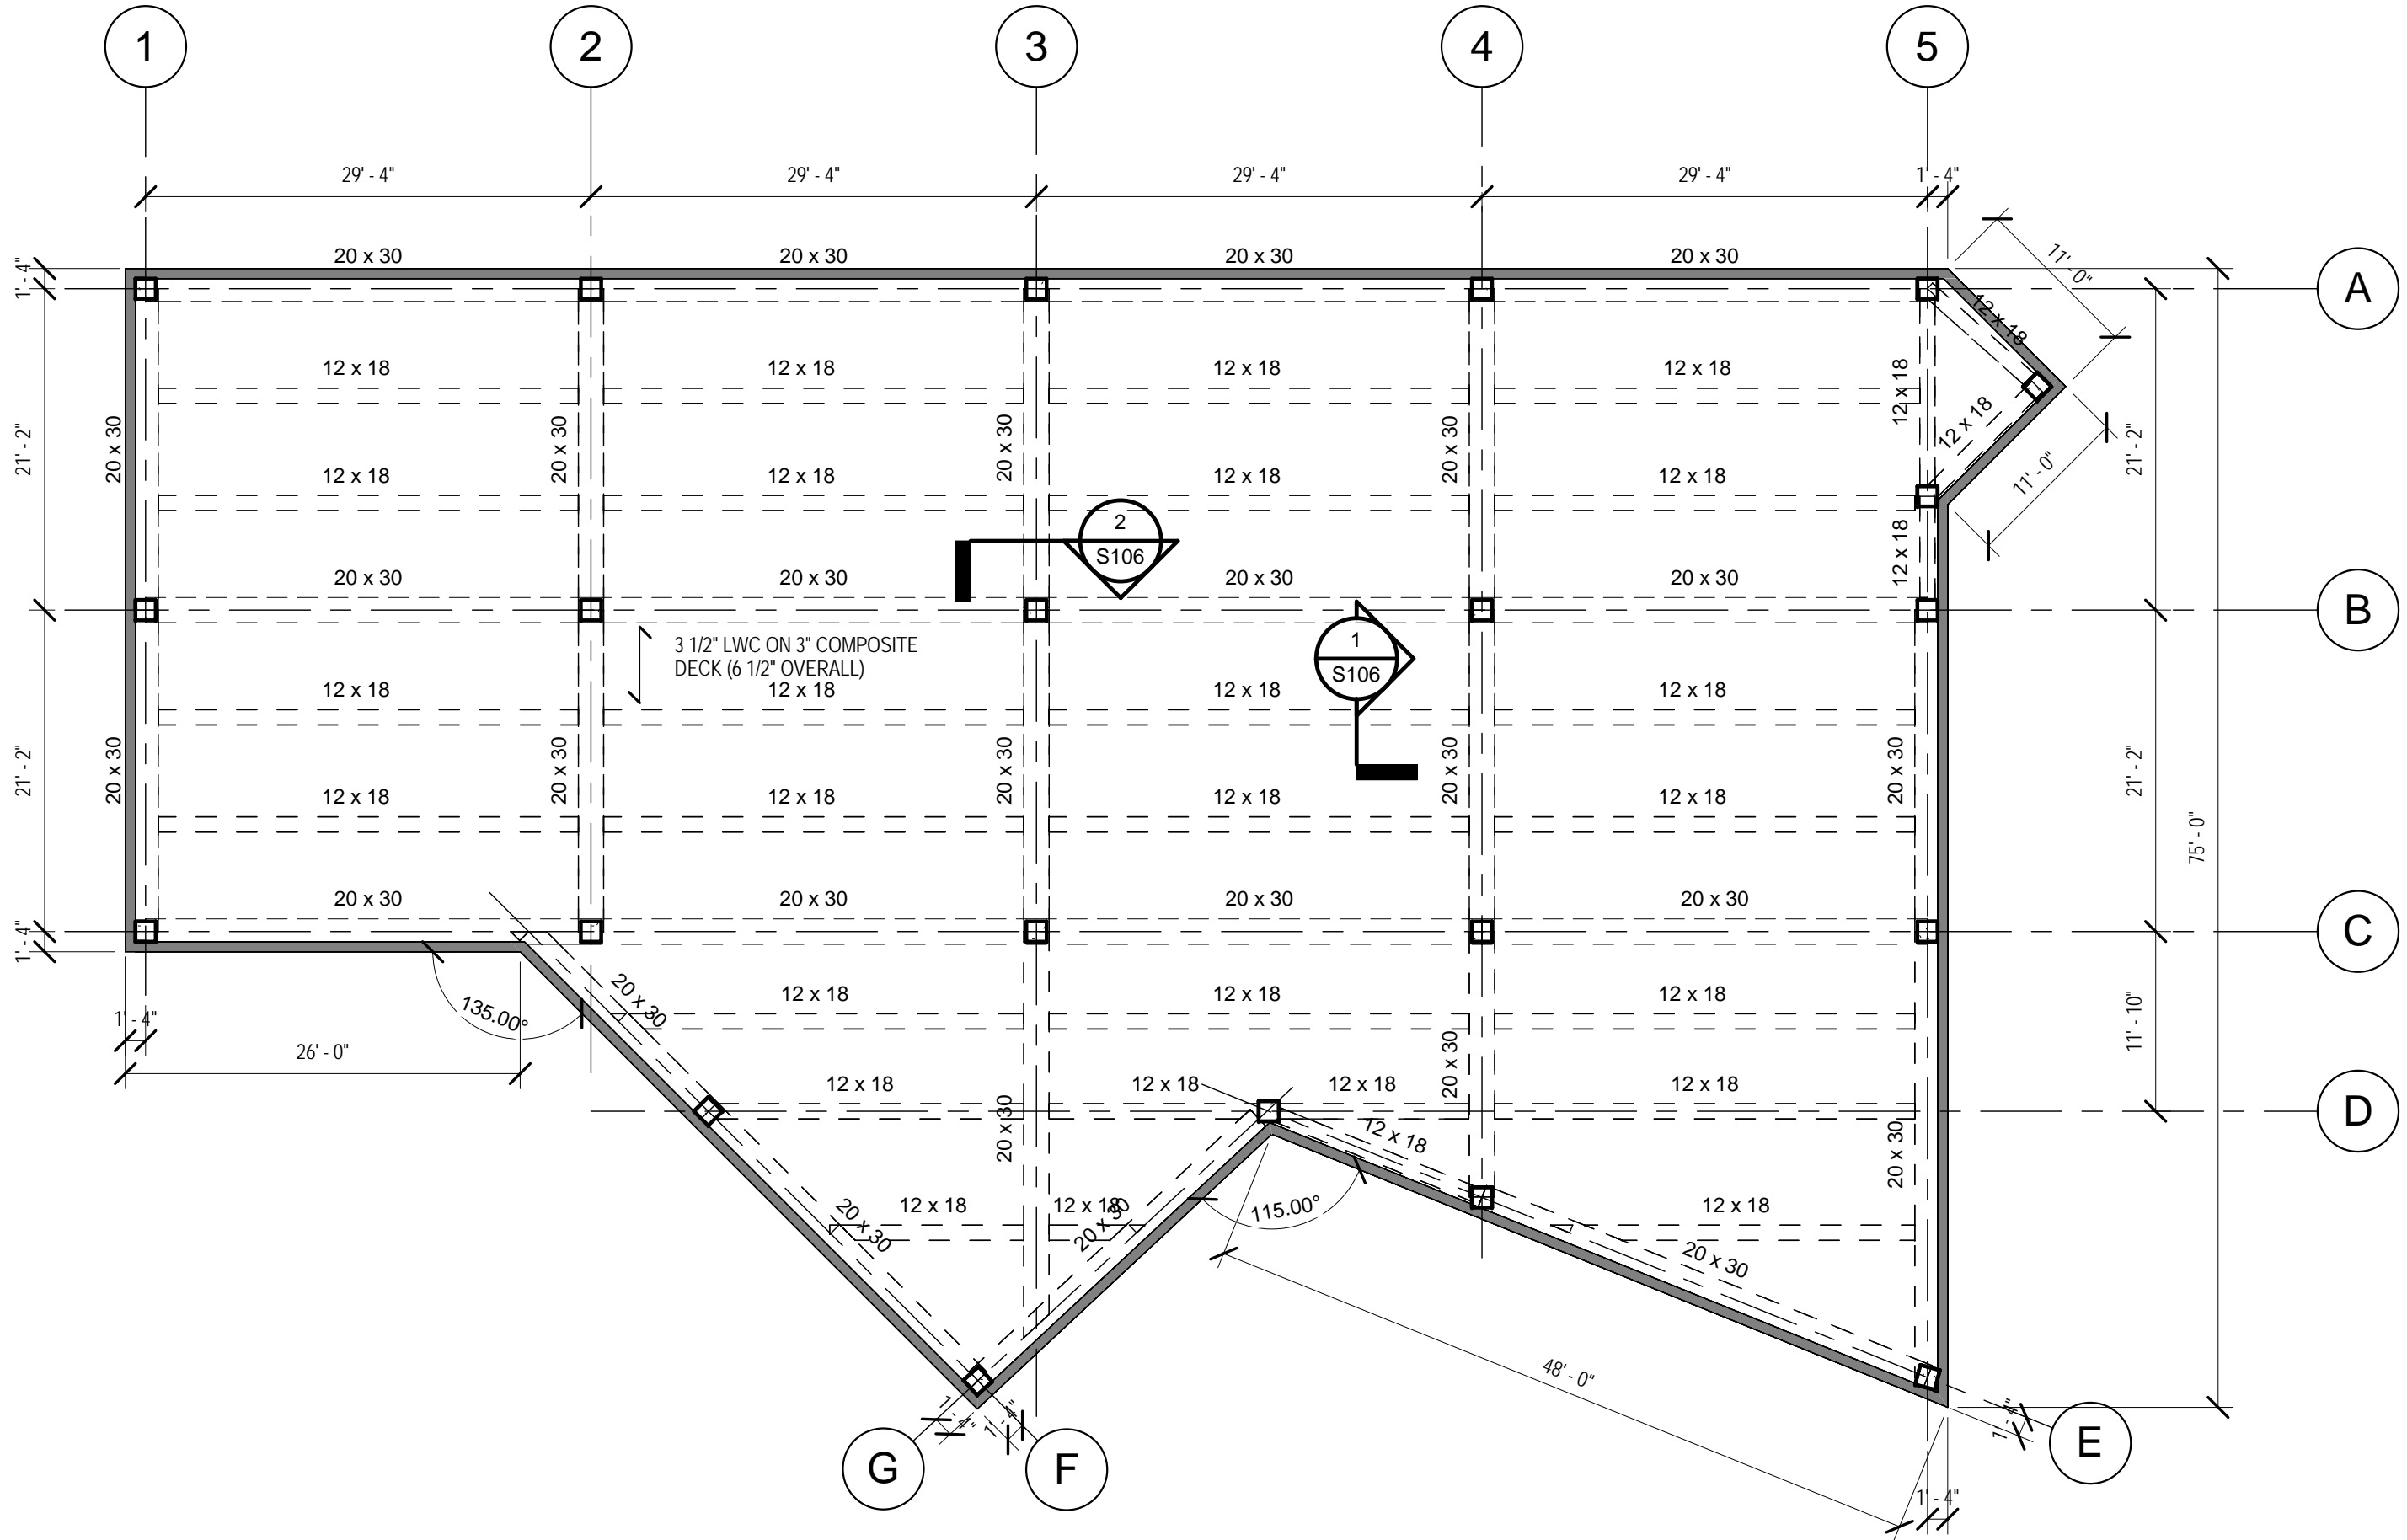 1 2 3 4 5
29' - 4" 29' - 4" 29' - 4" 29' - 4" 1' - 4"
20 x 30 20 x 30 20 x 30 20 x 30
1' - 4"
11' - 0"
A
12 x 18
12 x 18 12 x 18 12 x 18 12 x 18
12 x 18
12 x 18
21' - 2"
20 x 30 20 x 30 20 x 30 20 x 30
21' - 2"
12 x 18 12 x 18 12 x 18 12 x 18
11' - 0"
2
S106
12 x 18
20 x 30 20 x 30 20 x 30 20 x 30
B
3 1/2" LWC ON 3" COMPOSITE
DECK (6 1/2" OVERALL)
1
S106
12 x 18 12 x 18 12 x 18 12 x 18
21' - 2"
20 x 30 20 x 30 20 x 30 20 x 30 20 x 30
21' - 2"
12 x 18 12 x 18 12 x 18 12 x 18
75' - 0"
20 x 30 20 x 30 20 x 30 20 x 30
C
1' - 4"
12 x 18 12 x 18 12 x 18
20 x 30
135.00°
1' - 4"
11' - 10"
26' - 0"
20 x 30
12 x 18 12 x 18 12 x 18 12 x 18
D
20 x 30
12 x 18
20 x 30
12 x 18 12 x 18 12 x 18
20 x 30
20 x 30
115.00°
20 x 30
48' - 0"
1' - 4"
1' - 4"
1' - 4"
G F E
1' - 4"